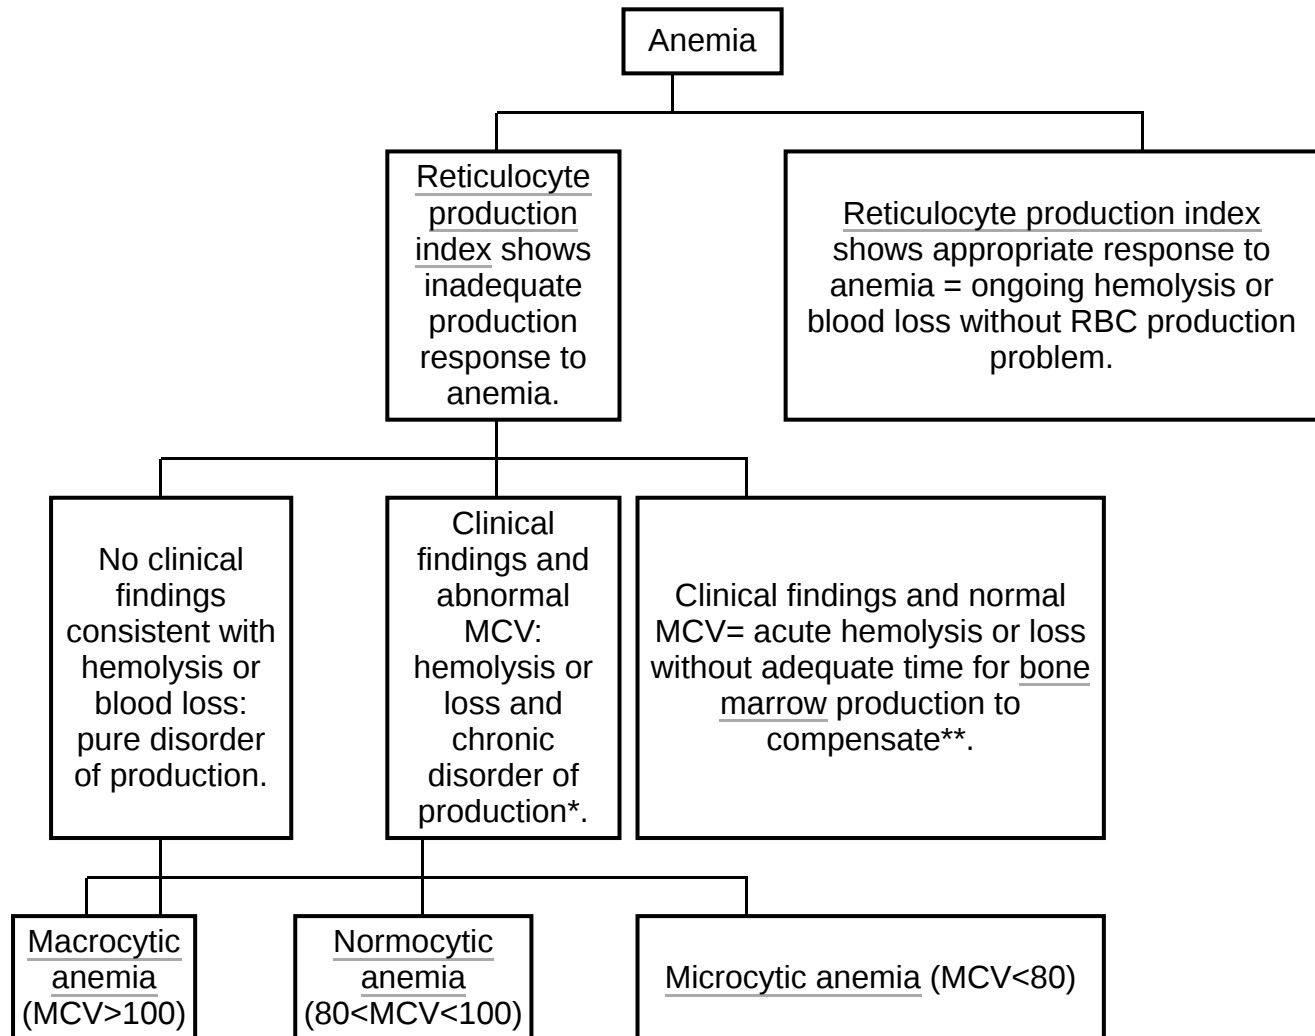 Anemia
Reticulocyte
production
index shows
inadequate
production
response to
anemia.
Reticulocyte production index
shows appropriate response to
anemia = ongoing hemolysis or
blood loss without RBC production
problem.
No clinical
findings
consistent with
hemolysis or
blood loss:
pure disorder
of production.
Clinical
findings and
abnormal
MCV:
hemolysis or
loss and
chronic
disorder of
production*.
Clinical findings and normal
MCV= acute hemolysis or loss
without adequate time for bone
marrow production to
compensate**.
Macrocytic
anemia
(MCV>100)
Normocytic
anemia
(80<MCV<100)
Microcytic anemia (MCV<80)